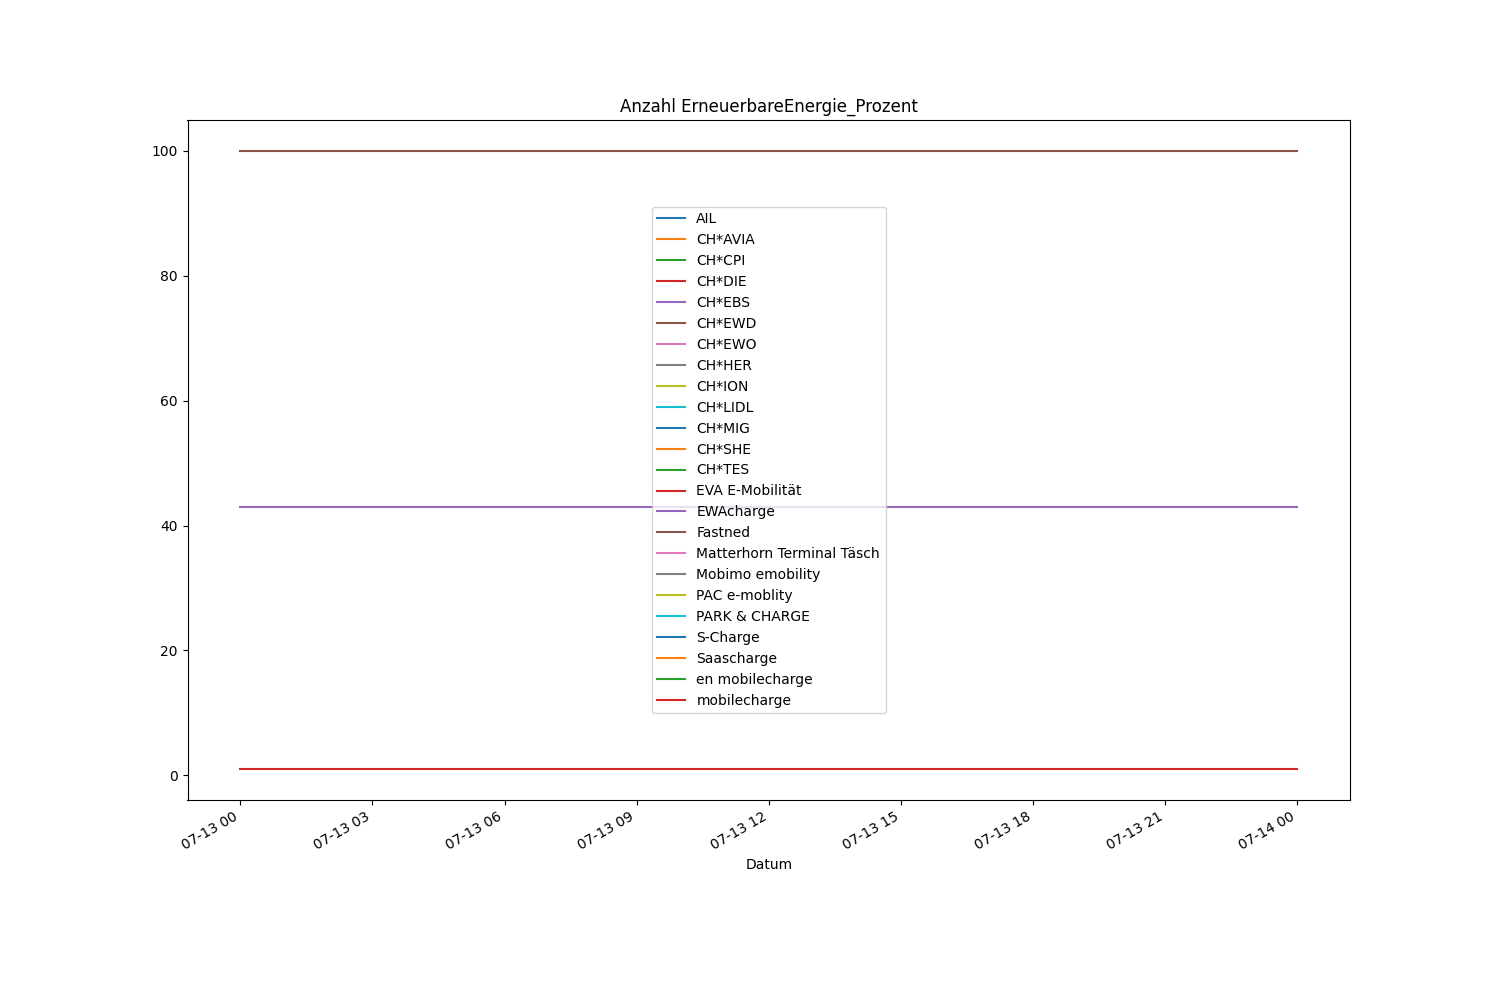 Anzahl ErneuerbareEnergie_Prozent
100
80
60
40
20
0
AIL
CH*AVIA
CH*CPI
CH*DIE
CH*EBS
CH*EWD
CH*EWO
CH*HER
CH*ION
CH*LIDL
CH*MIG
CH*SHE
CH*TES
EVA E-Mobilität
EWAcharge
Fastned
Matterhorn Terminal Täsch
Mobimo emobility
PAC e-moblity
PARK & CHARGE
S-Charge
Saascharge
en mobilecharge
mobilecharge
07-13 00
07-13 03
07-13 06
07-13 09
07-13 12
07-13 15
07-13 18
07-13 21
07-14 00
Datum